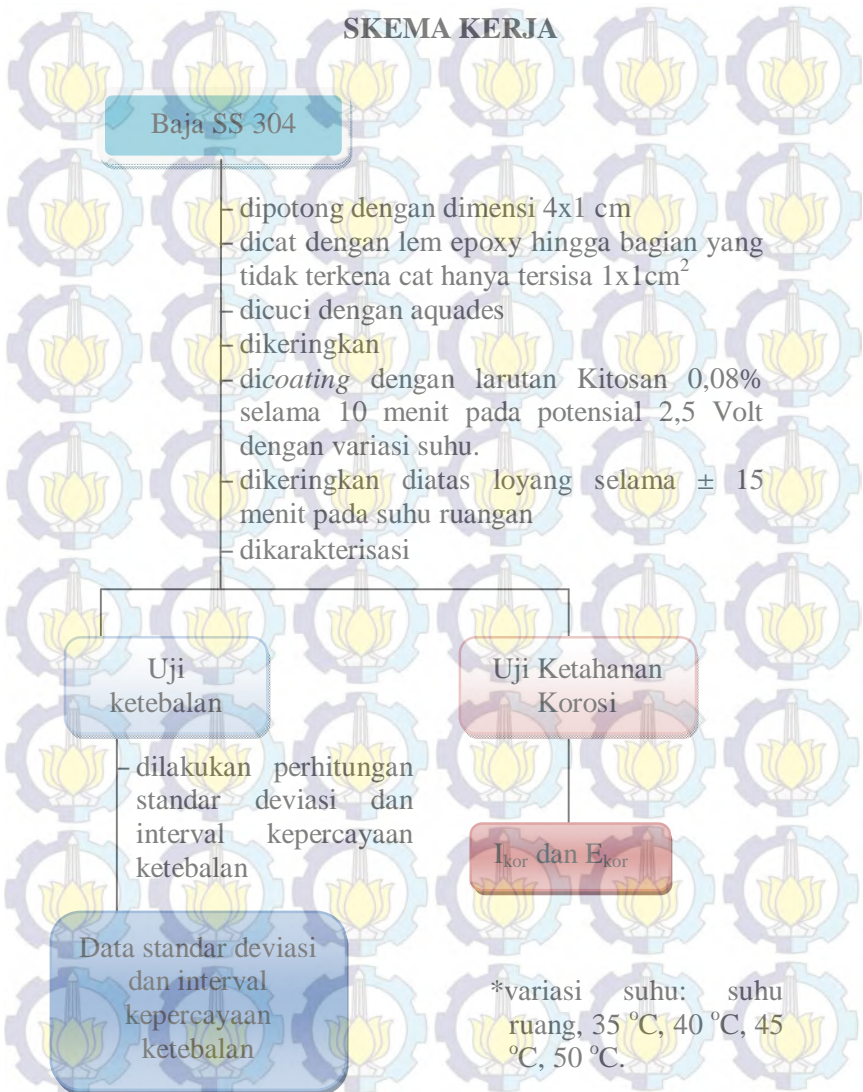 SKEMA KERJA
Baja SS 304
- dipotong dengan dimensi 4x1 cm
- dicat dengan lem epoxy hingga bagian yang
tidak terkena cat hanya tersisa 1x1cm²
- dicuci dengan aquades
- dikeringkan
- dicoating dengan larutan Kitosan 0,08%
selama 10 menit pada potensial 2,5 Volt
dengan variasi suhu.
- dikeringkan diatas loyang selama ± 15
menit pada suhu ruangan
- dikarakterisasi
Uji
ketebalan
- dilakukan perhitungan
standar deviasi dan
interval kepercayaan
ketebalan
Data standar deviasi
dan interval
kepercayaan
ketebalan
Uji Ketahanan
Korosi
Ikor dan Ekor
*variasi suhu: suhu
ruang, 35 °C, 40 °C, 45
°C, 50 °C.